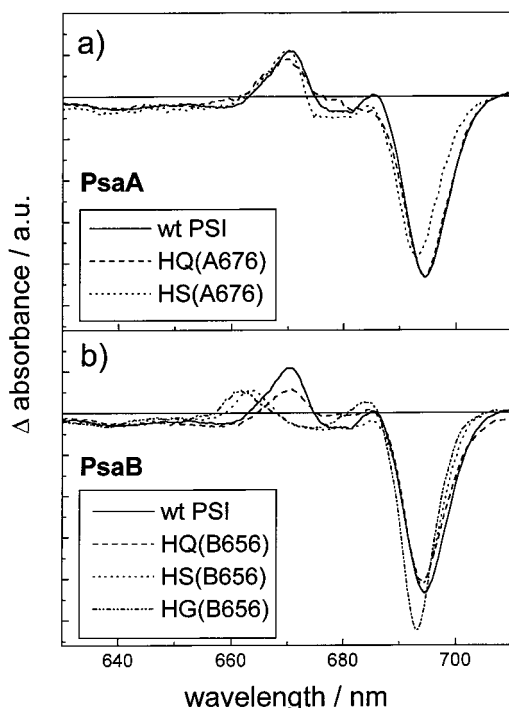 a)
PsaA
wt PSI
HQ(A676)
HS(A676)
b)
PsaB
wt PSI
HQ(B656)
HS(B656)
HG(B656)
Δ absorbance / a.u.
640 660 680 700
wavelength / nm